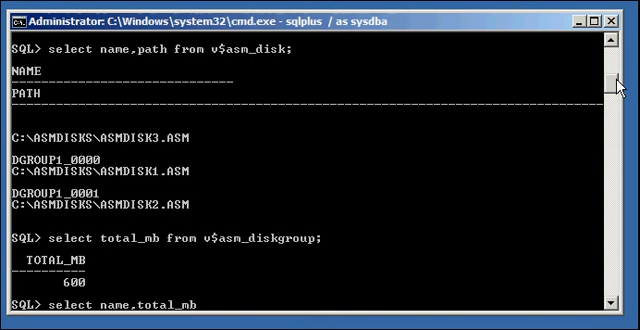 Administrator: C:\Windows\system32\cmd.exe - sqlplus / as sysdba
SQL> select name,path from v$asm_disk;
NAME
------------------------------
PATH
--------------------------------------------------------------------------------
C:\ASMDISKS\ASMDISK3.ASM
DGROUP1_0000
C:\ASMDISKS\ASMDISK1.ASM
DGROUP1_0001
C:\ASMDISKS\ASMDISK2.ASM
SQL> select total_mb from v$asm_diskgroup;
TOTAL_MB
----------
600
SQL> select name,total_mb